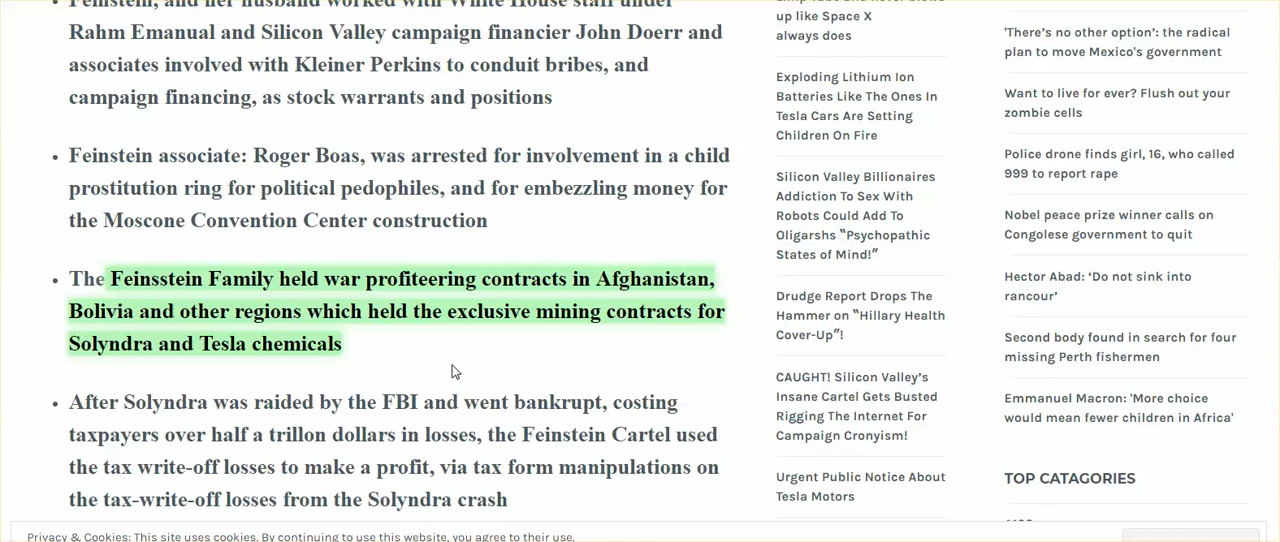 Feinstein, and her husband worked with White House staff under
Rahm Emanual and Silicon Valley campaign financier John Doerr and
associates involved with Kleiner Perkins to conduit bribes, and
campaign financing, as stock warrants and positions
Feinstein associate: Roger Boas, was arrested for involvement in a child
prostitution ring for political pedophiles, and for embezzling money for
the Moscone Convention Center construction
The Feinsstein Family held war profiteering contracts in Afghanistan,
Bolivia and other regions which held the exclusive mining contracts for
Solyndra and Tesla chemicals
After Solyndra was raided by the FBI and went bankrupt, costing
taxpayers over half a trillon dollars in losses, the Feinstein Cartel used
the tax write-off losses to make a profit, via tax form manipulations on
the tax-write-off losses from the Solyndra crash
up like Space X
always does
Exploding Lithium Ion
Batteries Like The Ones In
Tesla Cars Are Setting
Children On Fire
Silicon Valley Billionaires
Addiction To Sex With
Robots Could Add To
Oligarshs “Psychopathic
States of Mind!”
Drudge Report Drops The
Hammer on “Hillary Health
Cover-Up”!
CAUGHT! Silicon Valley’s
Insane Cartel Gets Busted
Rigging The Internet For
Campaign Cronyism!
Urgent Public Notice About
Tesla Motors
'There’s no other option’: the radical
plan to move Mexico's government
Want to live for ever? Flush out your
zombie cells
Police drone finds girl, 16, who called
999 to report rape
Nobel peace prize winner calls on
Congolese government to quit
Hector Abad: ‘Do not sink into
rancour’
Second body found in search for four
missing Perth fishermen
Emmanuel Macron: 'More choice
would mean fewer children in Africa'
TOP CATAGORIES
Privacy & Cookies: This site uses cookies. By continuing to use this website, you agree to their use.